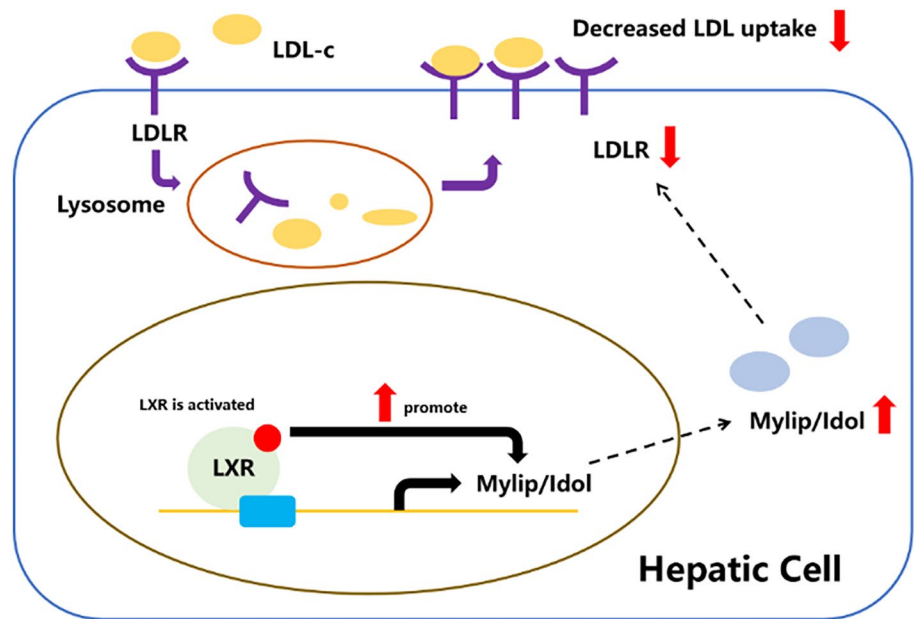 Decreased LDL uptake
LDL-c
LDLR
LDLR
Lysosome
LXR is activated
promote
Mylip/Idol
LXR
Mylip/Idol
Hepatic Cell